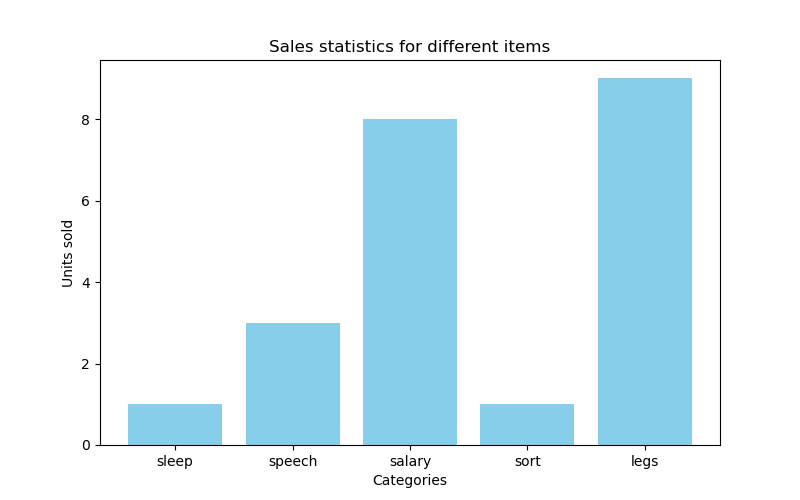 Sales statistics for different items
Units sold
8
6
4
2
0
sleep speech salary sort legs
Categories